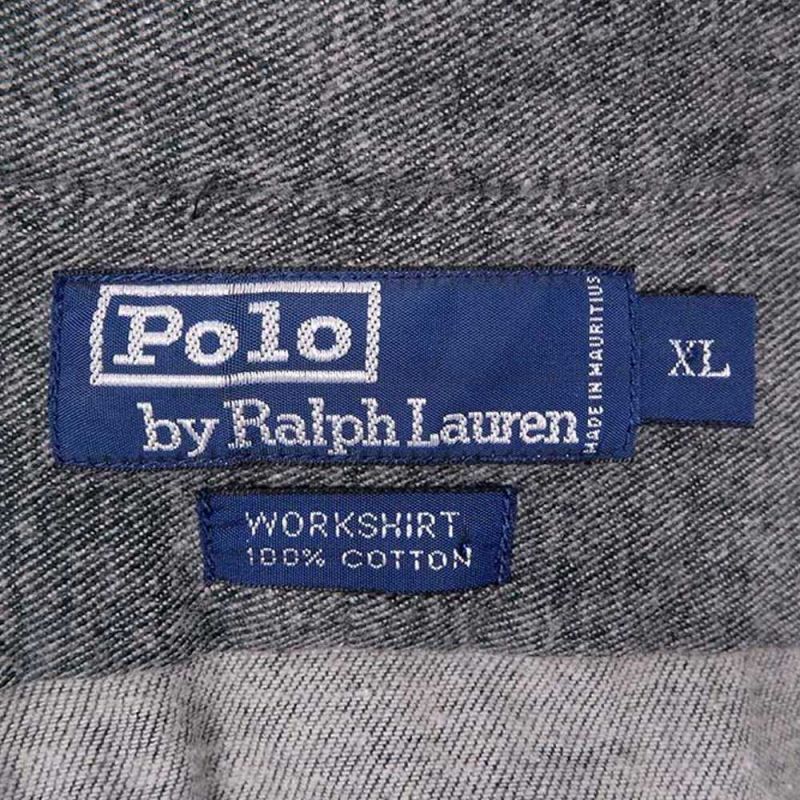 Polo
by Ralph Lauren
MADE IN MAURITIUS
XL
WORKSHIRT
100% COTTON